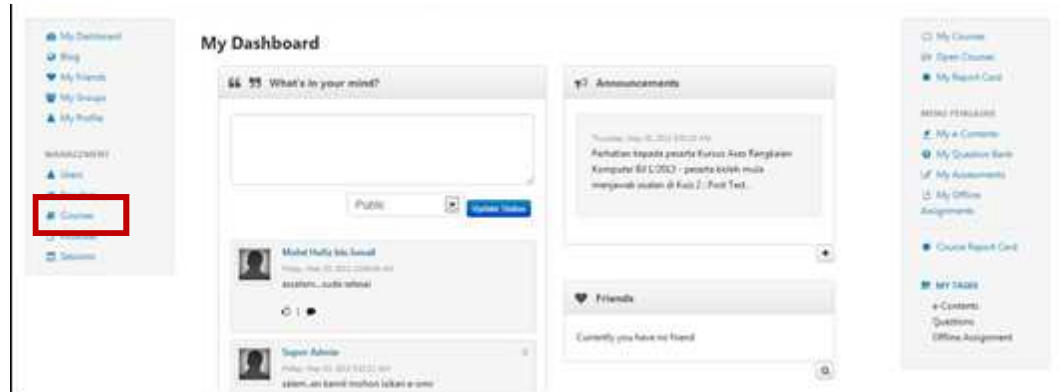 My Dashboard
Blog
My Friends
My Groups
My Profile
MANAGEMENT
Users
Courses
Sessions
My Dashboard
What's in your mind?
Public
Update Status
Mohd Hafiz bin Ismail
assalam...suda selesai
1
Super Admin
Announcements
Perhatian kepada peserta Kursus Asas Rangkaian
Komputer Bil 1/2013 - peserta boleh mula
menjawab soalan di Kuiz 2 : Post Test...
Friends
Currently you have no friend
My Courses
Open Courses
My Report Card
My e-Contents
My Question Bank
My Assessments
My Offline
Assignments
Course Report Card
MY TASKS
e-Contents
Questions
Offline Assignment